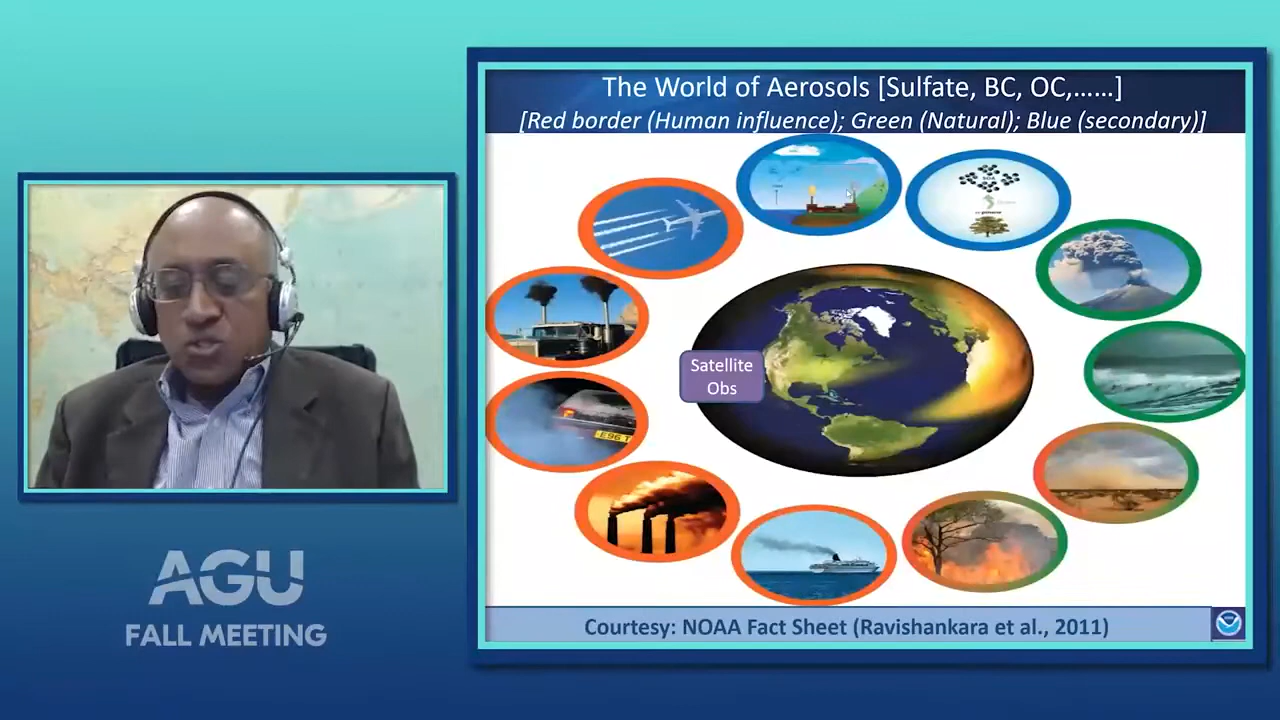 The World of Aerosols [Sulfate, BC, OC,......]
[Red border (Human influence); Green (Natural); Blue (secondary)]
SOA
Satellite
Obs
AGU
FALL MEETING
Courtesy: NOAA Fact Sheet (Ravishankara et al., 2011)